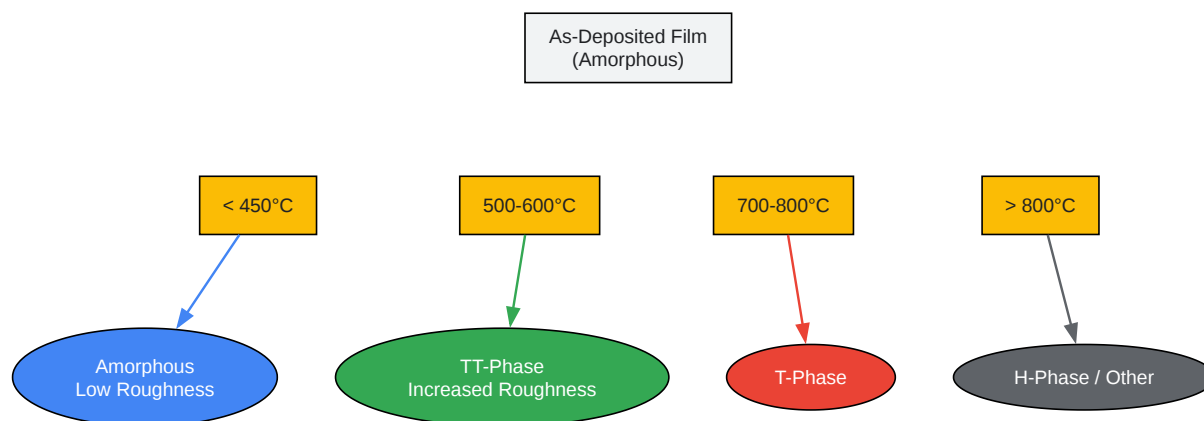 As-Deposited Film
(Amorphous)
< 450°C
500-600°C
700-800°C
> 800°C
Amorphous
Low Roughness
TT-Phase
Increased Roughness
T-Phase
H-Phase / Other